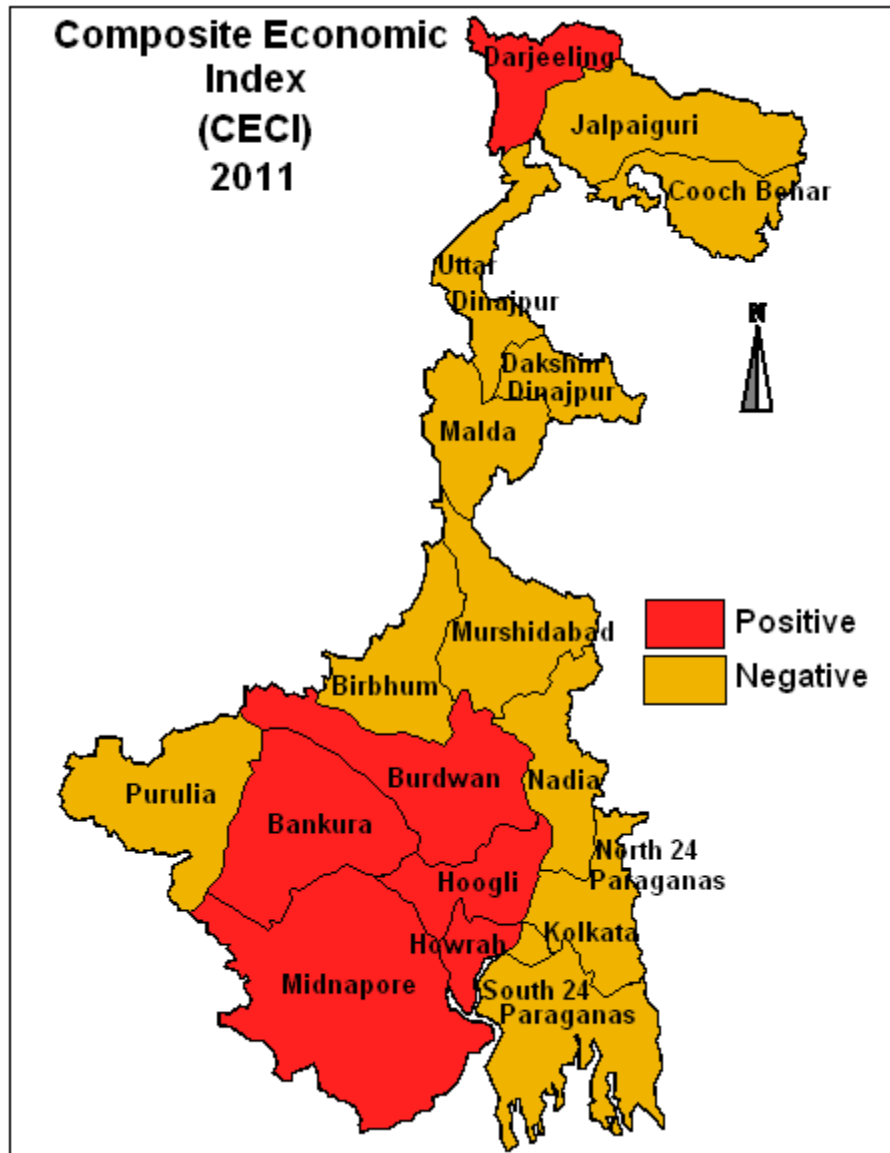 Composite Economic
Index
(CECI)
2011
Darjeeling
Jalpaiguri
Cooch Behar
Uttar
Dinajpur
N
Dakshin
Dinajpur
Malda
Murshidabad
Positive
Birbhum
Negative
Burdwan
Nadia
Purulia
Bankura
North 24
Paraganas
Hoogli
Kolkata
Howrah
Midnapore
South 24
Paraganas